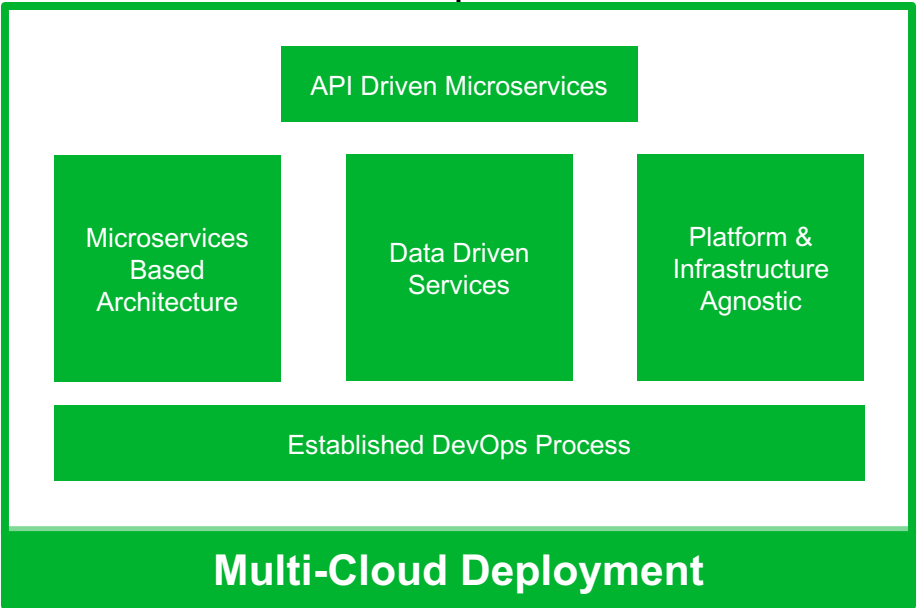 API Driven Microservices
Microservices
Based
Architecture
Data Driven
Services
Platform &
Infrastructure
Agnostic
Established DevOps Process
Multi-Cloud Deployment